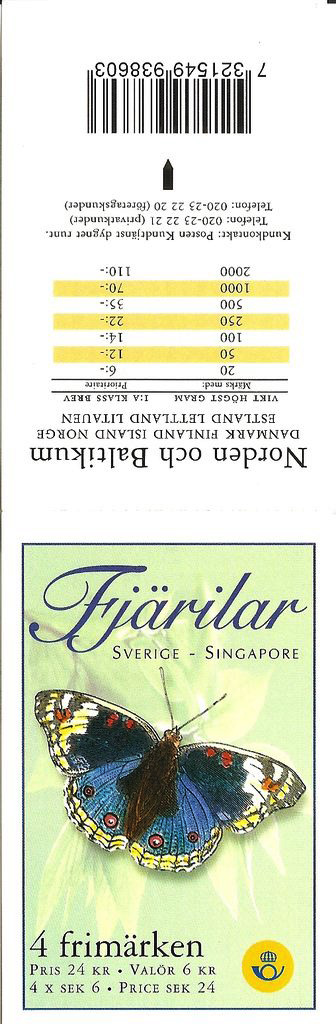 7 321549 938603
Kundkontakt: Posten Kundtjänst dygnet runt.
Telefon: 020-23 22 21 (privatkunder)
Telefon: 020-23 22 20 (företagskunder)
Norden och Baltikum
DANMARK FINLAND ISLAND NORGE
ESTLAND LETTLAND LITAUEN
VIKT HÖGST GRAM 1:A KLASS BREV
Märks med: Prioritaire
20 6:-
50 12:-
100 14:-
250 22:-
500 35:-
1000 70:-
2000 110:-
Fjärilar
SVERIGE - SINGAPORE
4 frimärken
PRIS 24 KR • VALÖR 6 KR
4 X SEK 6 • PRICE SEK 24